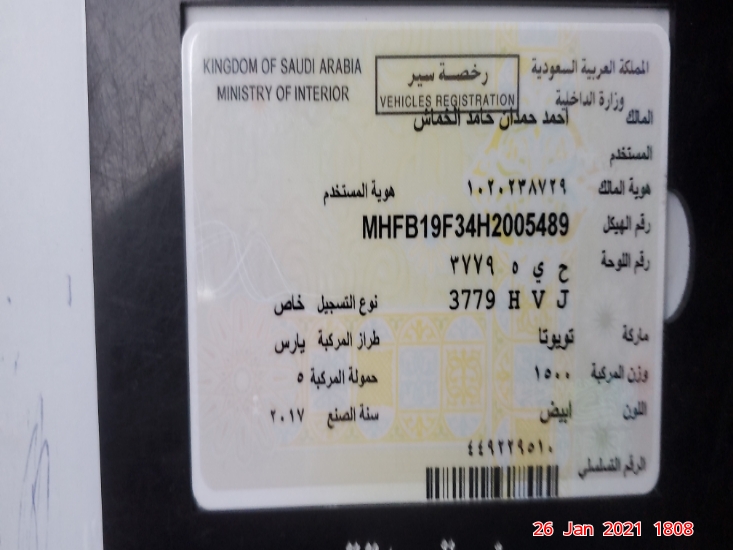 KINGDOM OF SAUDI ARABIA رخصة سير المملكة العربية السعودية
MINISTRY OF INTERIOR VEHICLES REGISTRATION وزارة الداخلية
المالك أحمد حمدان حامد الخماش
المستخدم
هوية المالك ١٠٢٠٢٣٨٧٢٩ هوية المستخدم
رقم الهيكل MHFB19F34H2005489
رقم اللوحة ح ي ٥ ٣٧٧٩
3779 H V J نوع التسجيل خاص
ماركة تويوتا طراز المركبة يارس
وزن المركبة ١٥٠٠ حمولة المركبة ٥
اللون ابيض سنة الصنع ٢٠١٧
الرقم التسلسلي ٤٤٩٢٢٩٥١٠
26 Jan 2021 1808